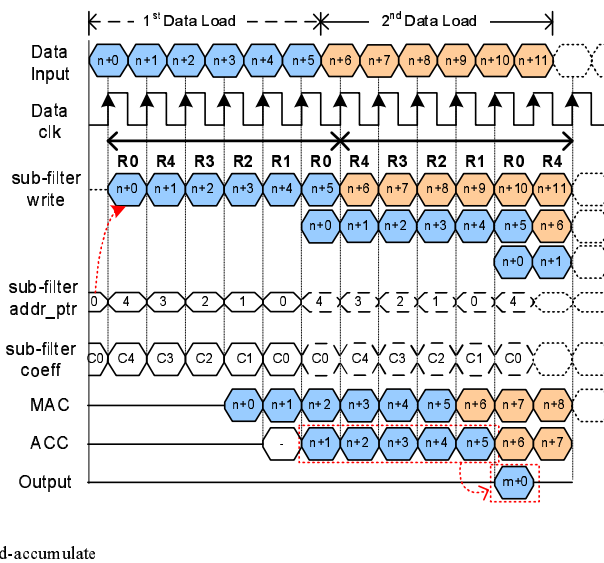 1st Data Load 2nd Data Load
Data Input n+0 n+1 n+2 n+3 n+4 n+5 n+6 n+7 n+8 n+9 n+10 n+11
Data clk
R0 R4 R3 R2 R1 R0 R4 R3 R2 R1 R0 R4
sub-filter write n+0 n+1 n+2 n+3 n+4 n+5 n+6 n+7 n+8 n+9 n+10 n+11
n+0 n+1 n+2 n+3 n+4 n+5 n+6
n+0 n+1
sub-filter addr_ptr 0 4 3 2 1 0 4 3 2 1 0 4
sub-filter coeff C0 C4 C3 C2 C1 C0 C0 C4 C3 C2 C1 C0
MAC n+0 n+1 n+2 n+3 n+4 n+5 n+6 n+7 n+8
ACC - n+1 n+2 n+3 n+4 n+5 n+6 n+7
Output m+0
d-accumulate